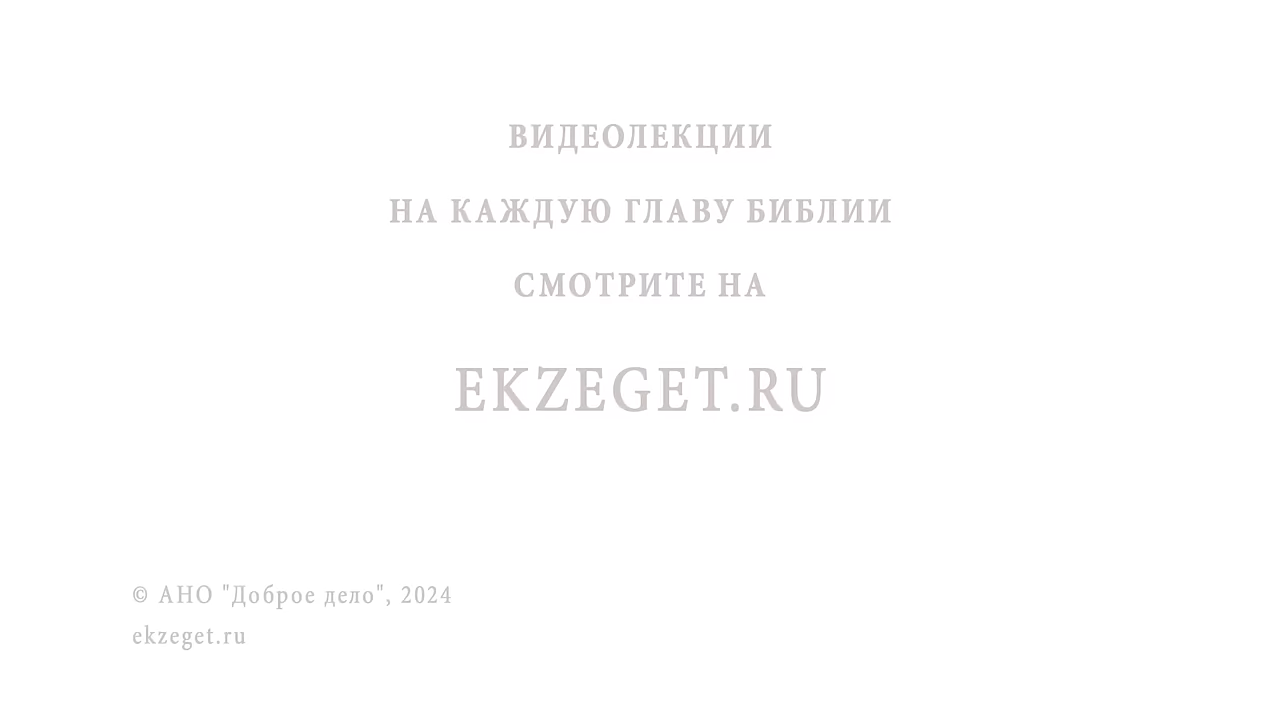 ВИДЕОЛЕКЦИИ
НА КАЖДУЮ ГЛАВУ БИБЛИИ
СМОТРИТЕ НА
EKZEGET.RU
© АНО "Доброе дело", 2024
ekzeget.ru